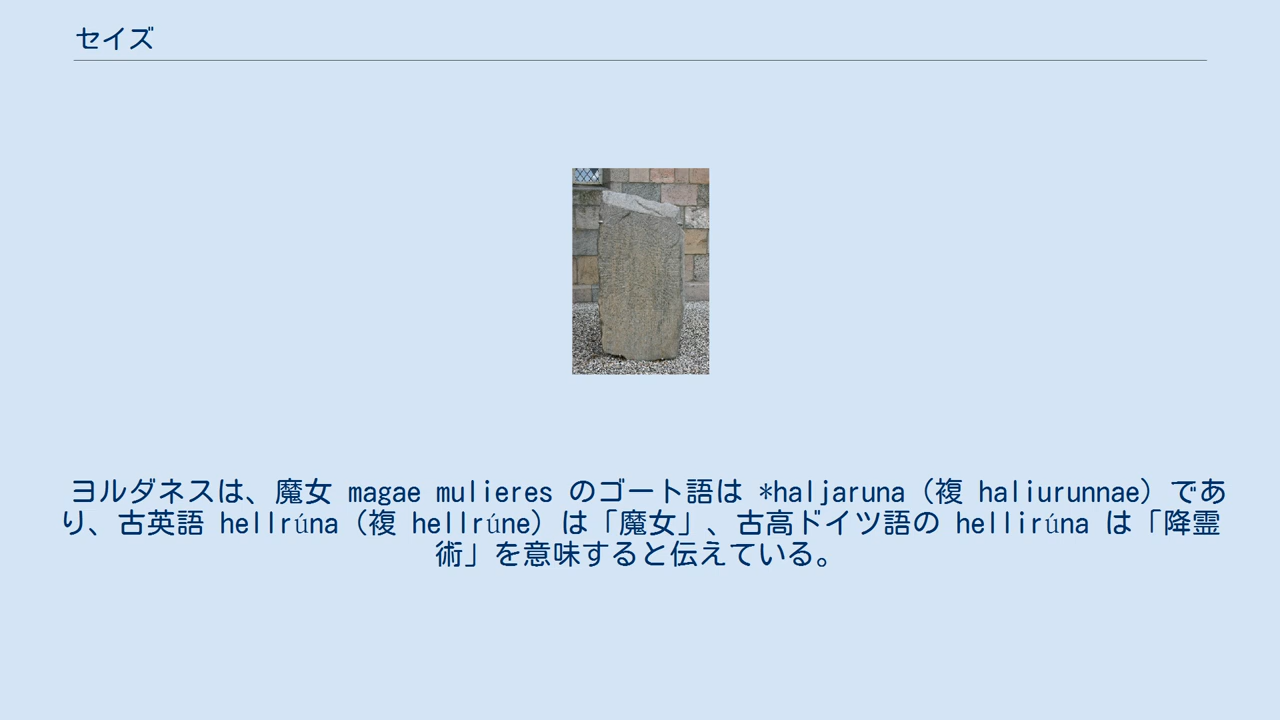 セイズ
ヨルダネスは、魔女 magae mulieres のゴート語は *haljaruna（複 haliurunnae）であ
り、古英語 hellrúna（複 hellrúne）は「魔女」、古高ドイツ語の hellirúna は「降霊
術」を意味すると伝えている。